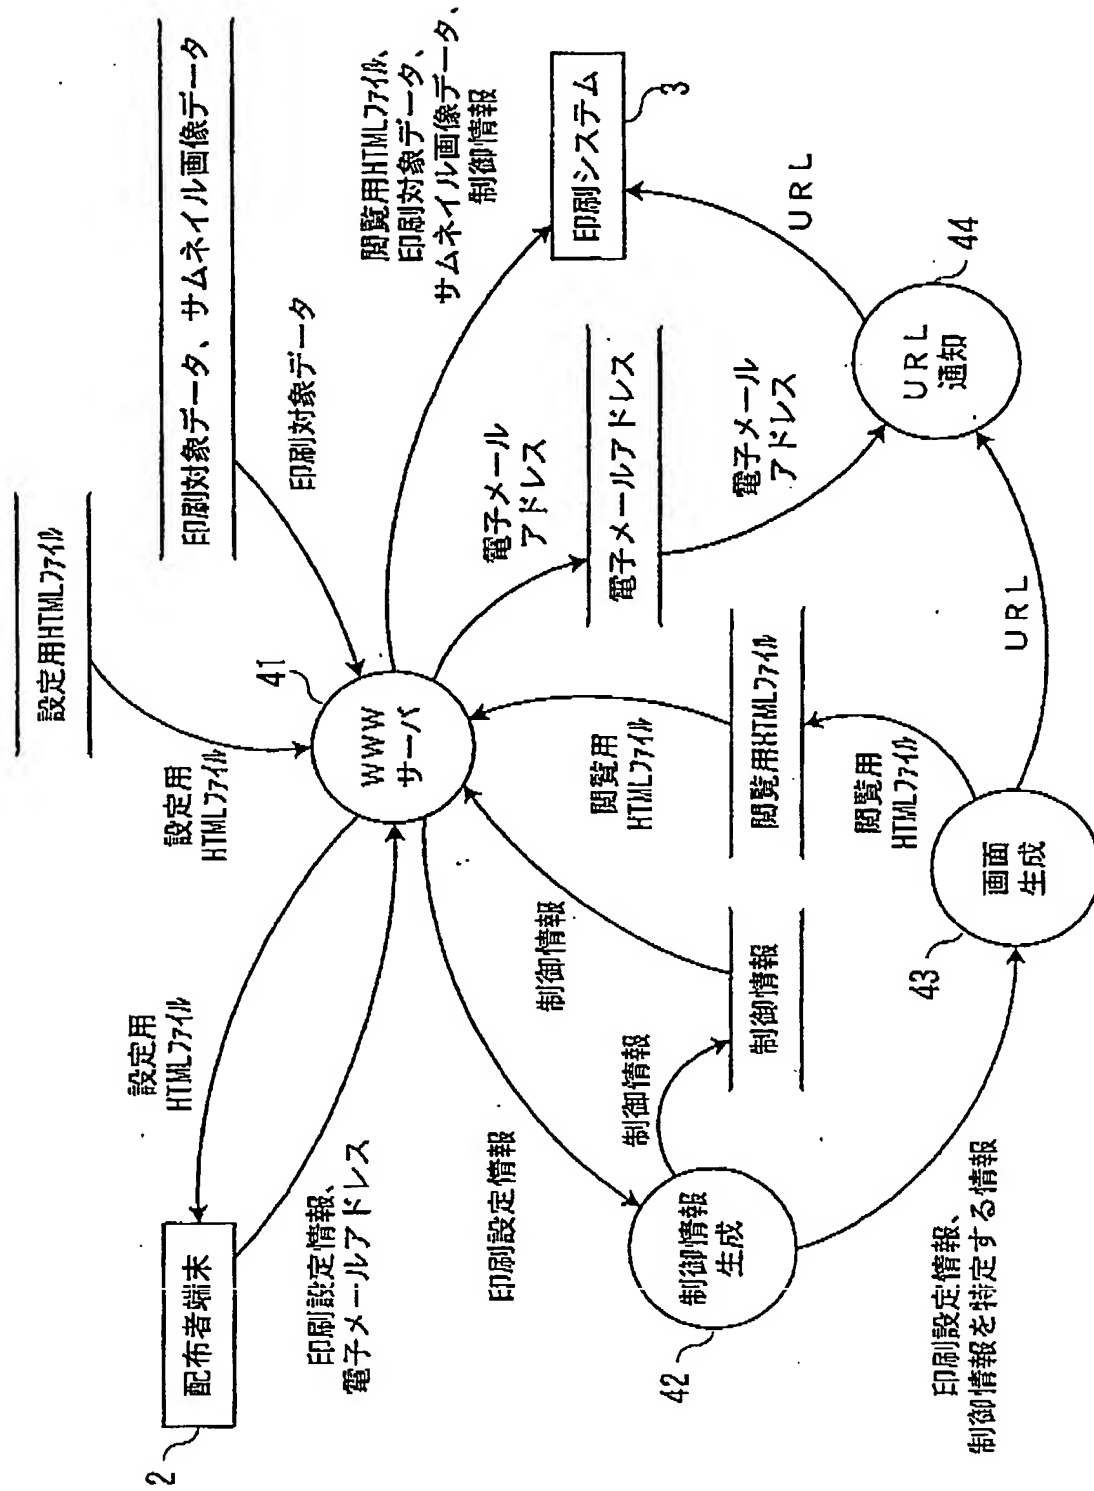 設定用HTMLファイル
印刷対象データ、サムネイル画像データ
設定用
HTMLファイル
印刷対象データ
閲覧用HTMLファイル、
印刷対象データ、
サムネイル画像データ、
制御情報
設定用
HTMLファイル
配布者端末
2
印刷設定情報、
電子メールアドレス
WWW
サーバ
41
電子メール
アドレス
印刷システム
3
印刷設定情報
制御情報
閲覧用
HTMLファイル
電子メールアドレス
URL
制御情報
生成
42
制御情報
制御情報
閲覧用HTMLファイル
電子メール
アドレス
URL
通知
44
閲覧用
HTMLファイル
画面
生成
43
URL
印刷設定情報、
制御情報を特定する情報